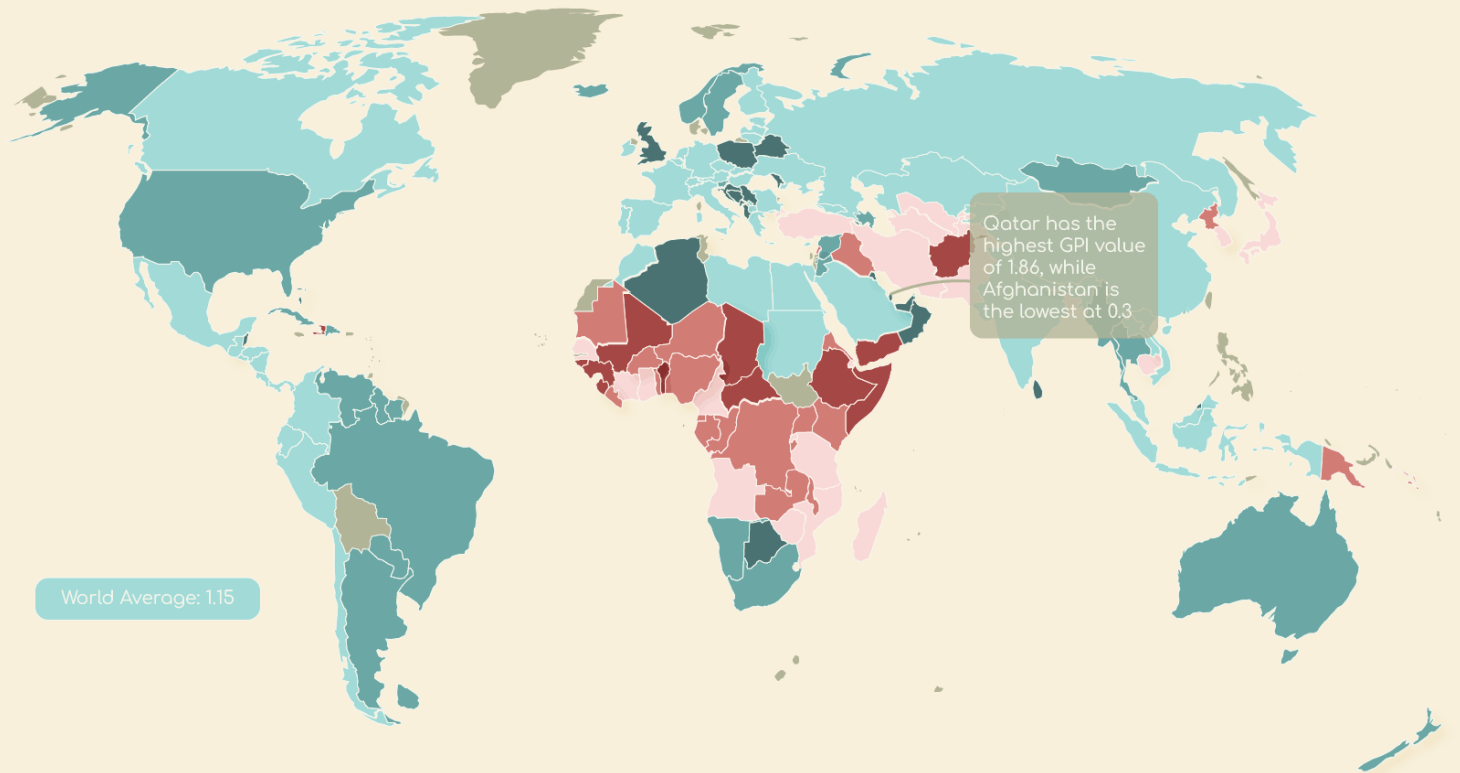 Qatar has the
highest GPI value
of 1.86, while
Afghanistan is
the lowest at 0.3
World Average: 1.15